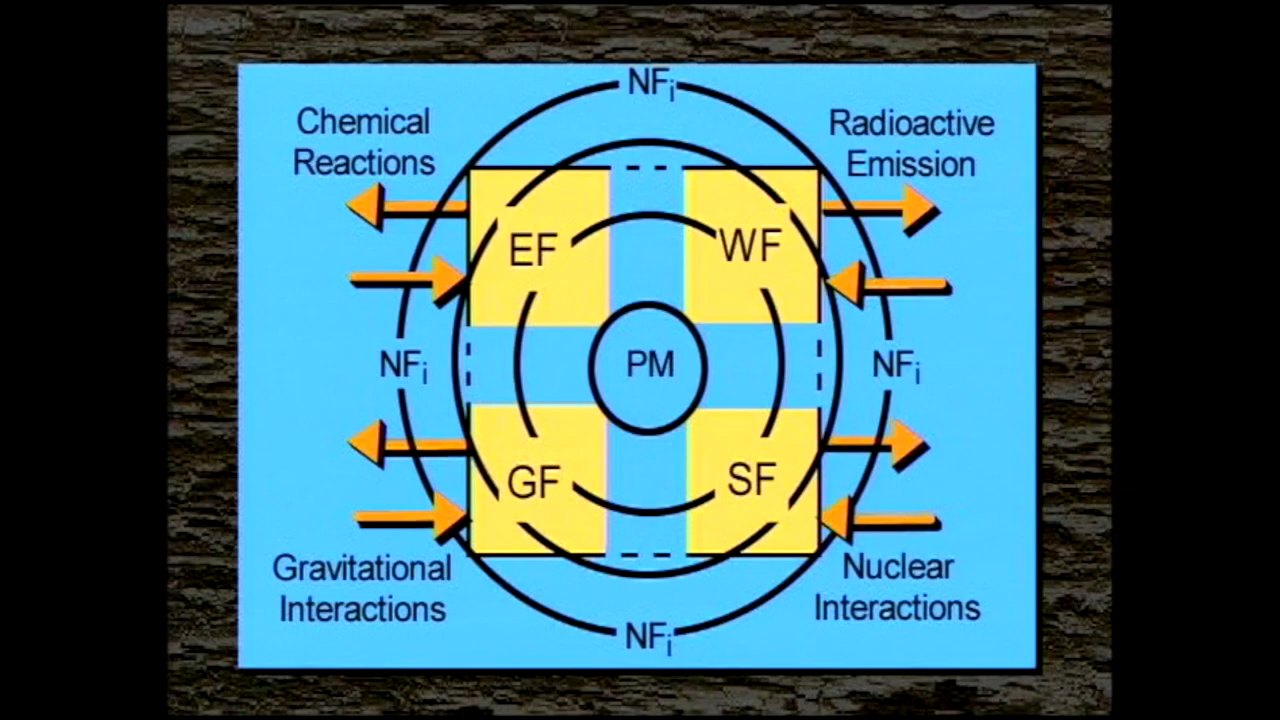 NFi
Chemical
Reactions
Radioactive
Emission
EF
WF
NFi
PM
NFi
GF
SF
Gravitational
Interactions
Nuclear
Interactions
NFi